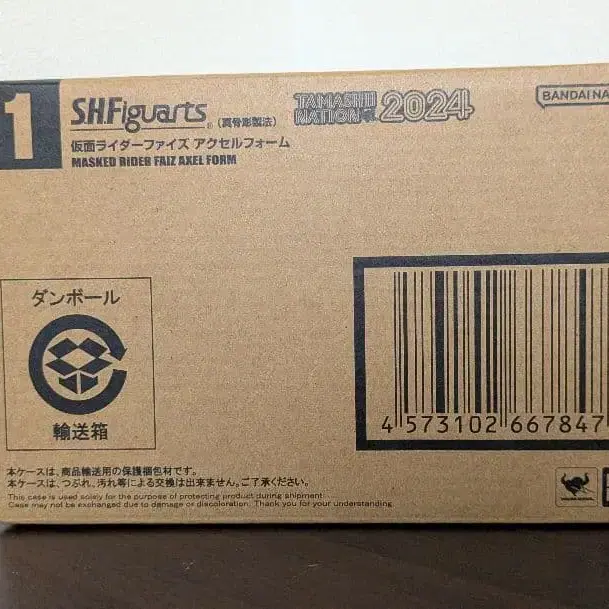 1
S.H.Figuarts®（真骨彫製法）
TAMASHII NATION 2024
BANDAI NA
仮面ライダーファイズ アクセルフォーム
MASKED RIDER FAIZ AXEL FORM
ダンボール
輸送箱
4 573102 667847
本ケースは、商品輸送用の保護梱包材です。
本ケースは、つぶれ、汚れ等による交換は出来ません。ご了承ください。
This case is used solely for the purpose of protecting product during shipment.
Case may not be exchanged due to damage or discoloration. Thank you for your understanding.